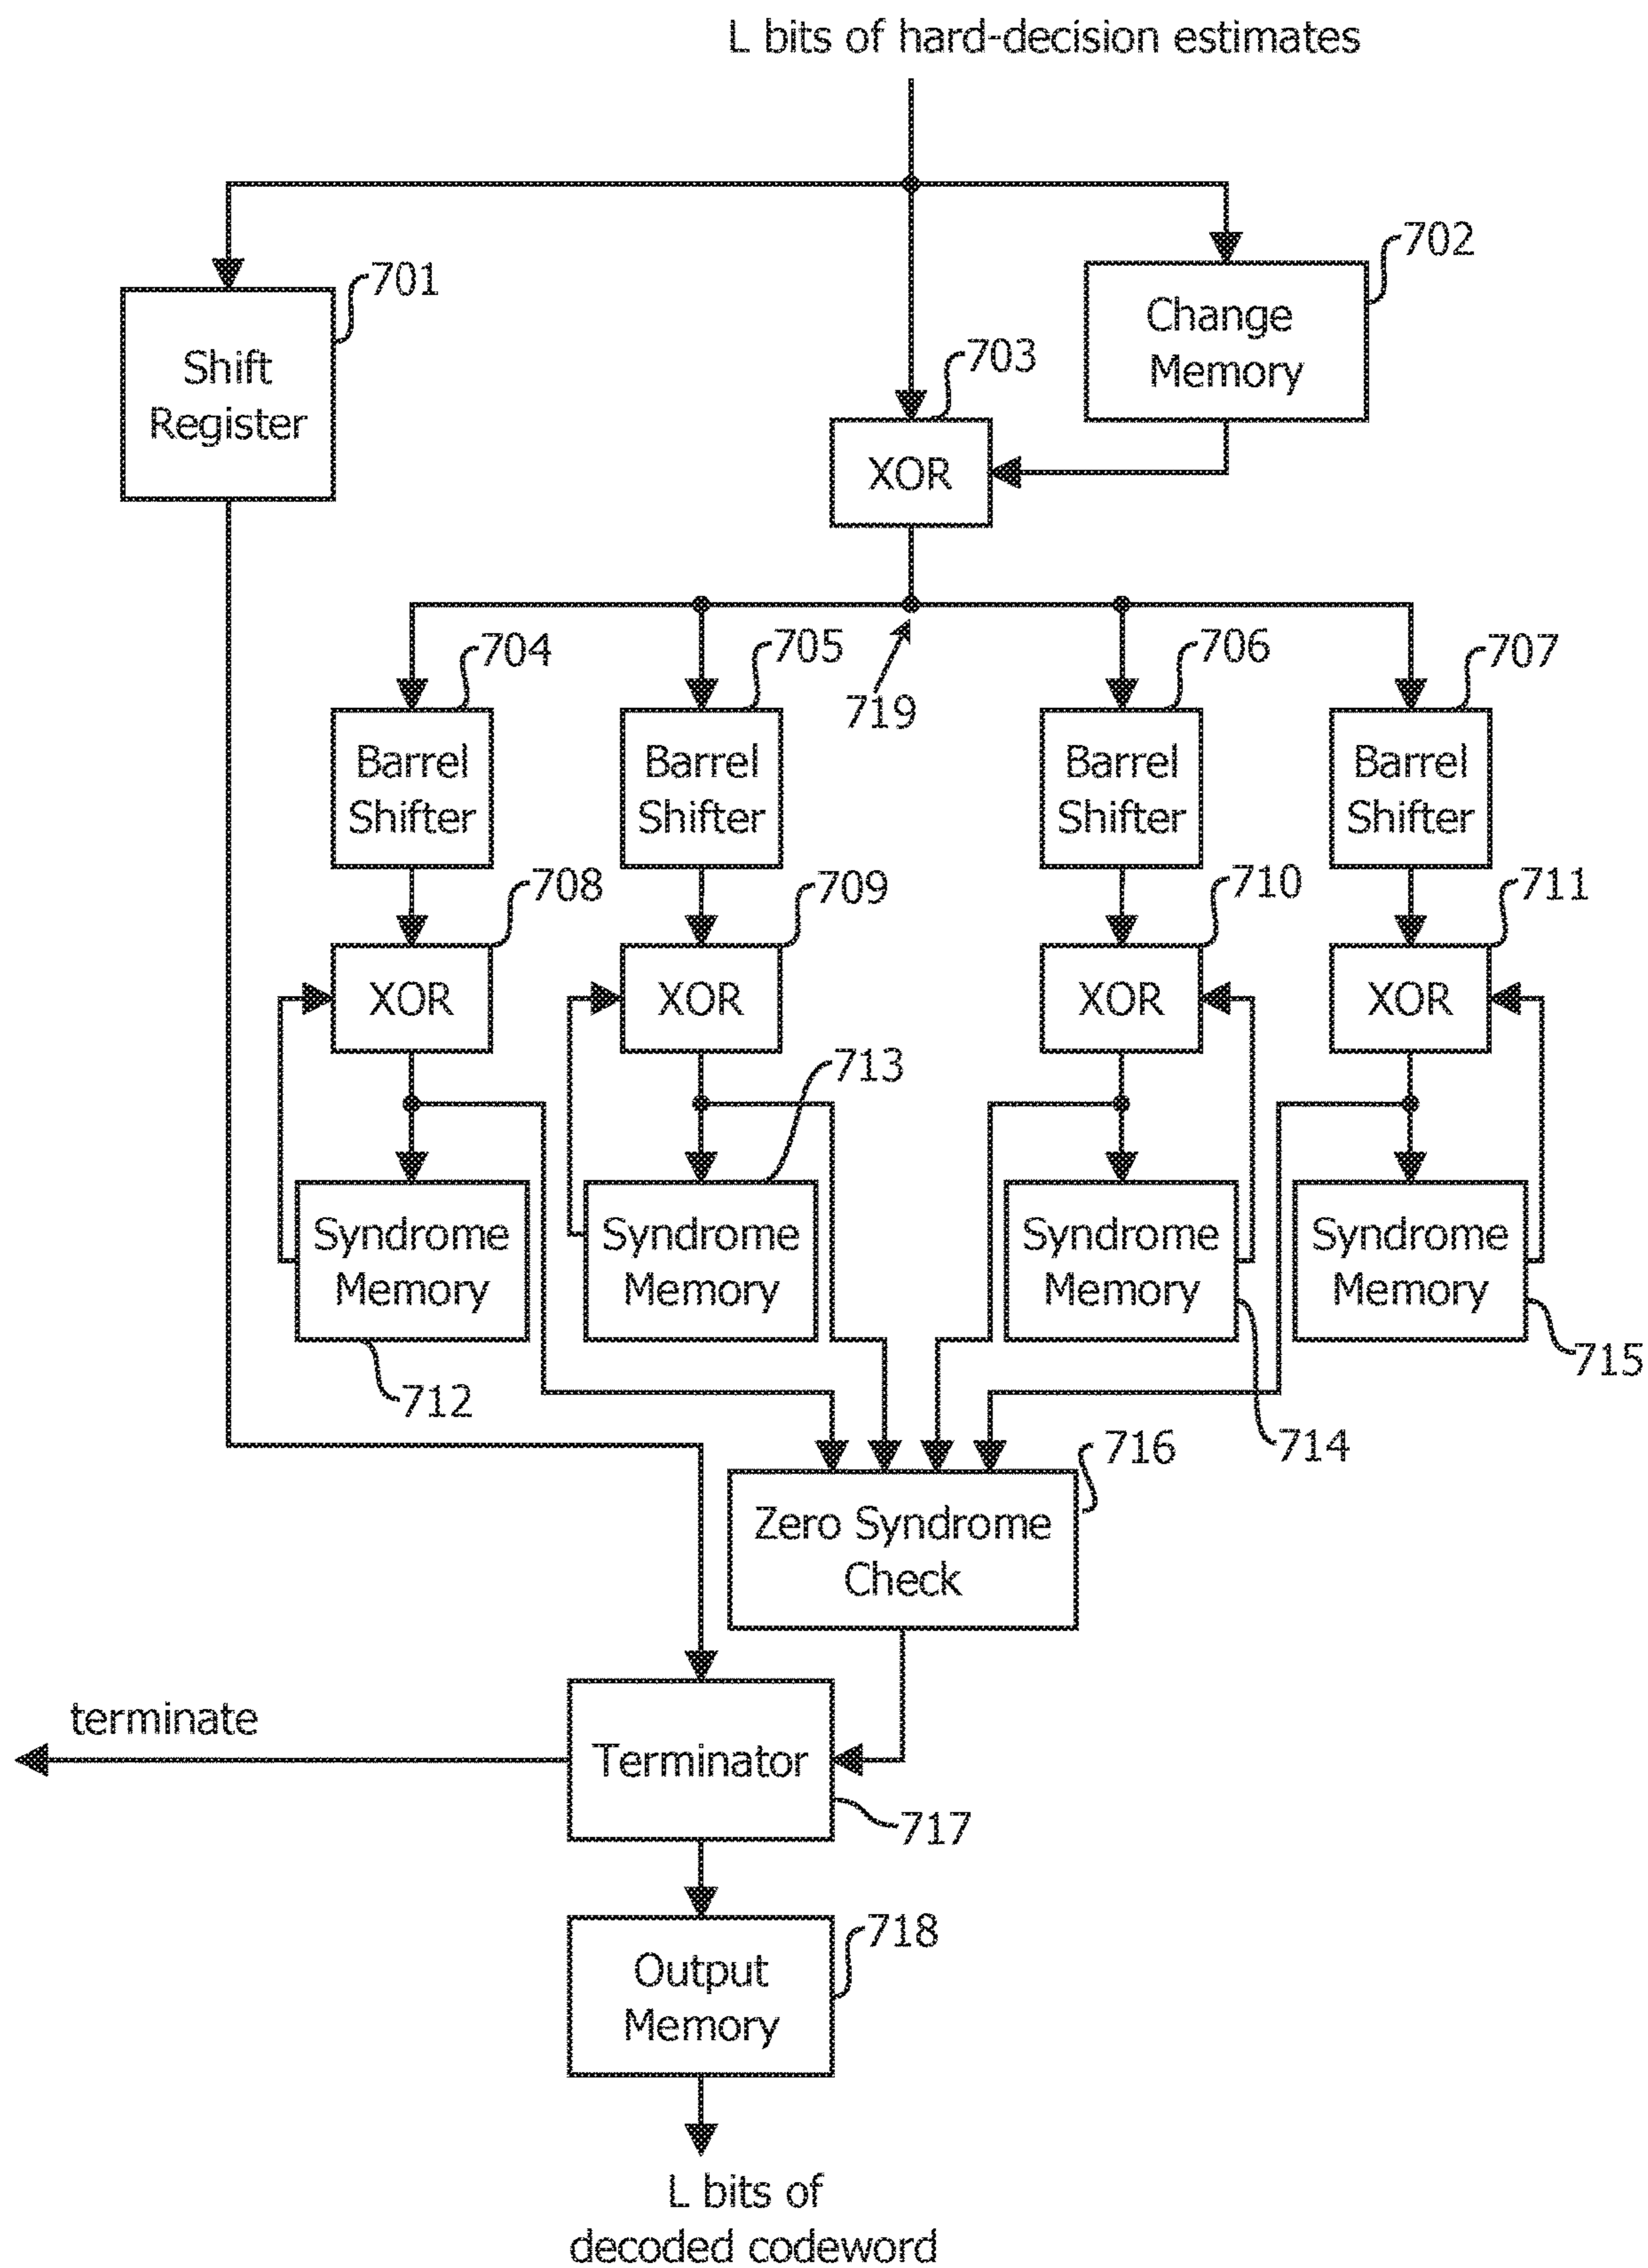 L bits of hard-decision estimates
702
701
Change
Memory
703
Shift
Register
XOR
704
705
706
707
719
Barrel
Shifter
Barrel
Shifter
Barrel
Shifter
Barrel
Shifter
708
709
710
711
XOR
XOR
XOR
XOR
713
Syndrome
Memory
Syndrome
Memory
Syndrome
Memory
Syndrome
Memory
712
715
714
716
Zero Syndrome
Check
terminate
Terminator
717
718
Output
Memory
L bits of
decoded codeword